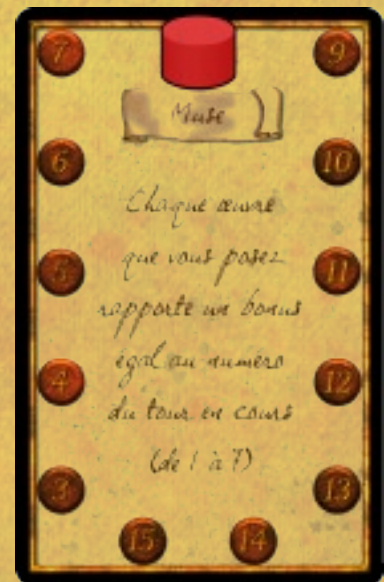 7
9
Muse
6
10
Chaque œuvre
que vous posez
5
11
rapporte un bonus
égal au numéro
4
12
du tour en cours
(de 1 à 7)
3
13
15
14